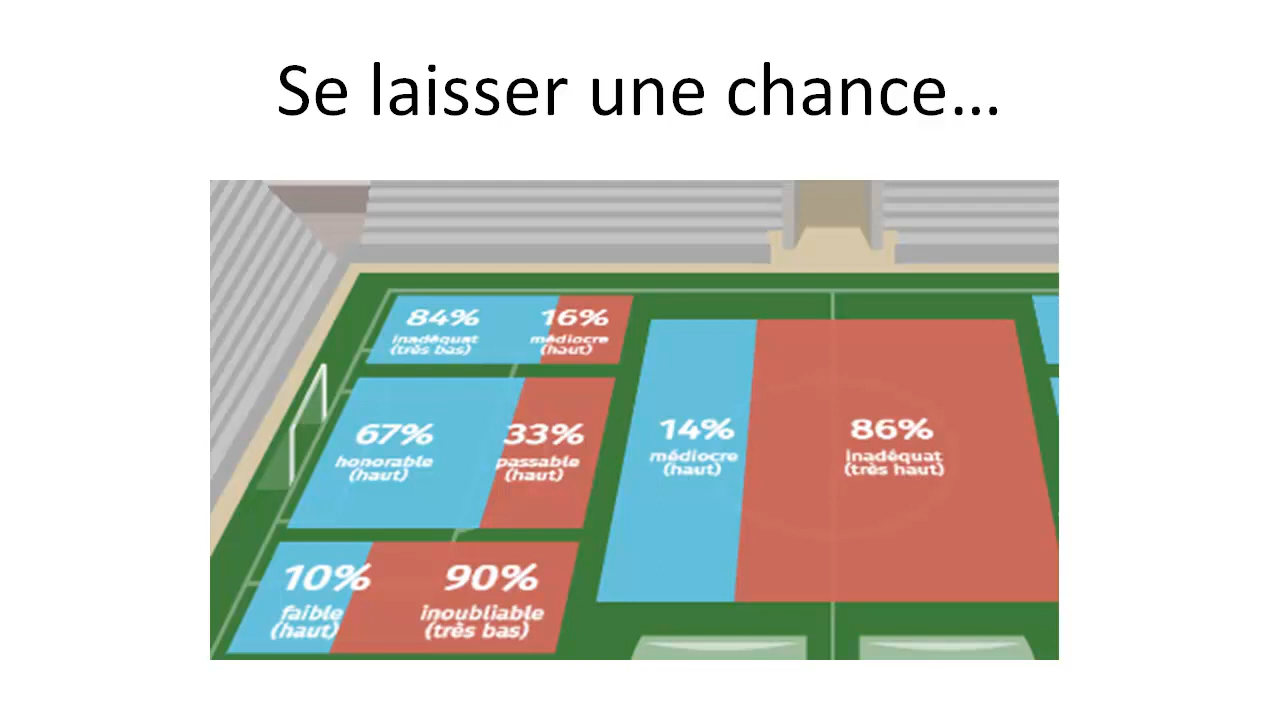 Se laisser une chance...
84%
inadéquat
(très bas)
16%
médiocre
(haut)
67%
honorable
(haut)
33%
passable
(haut)
10%
faible
(haut)
90%
inoubliable
(très bas)
14%
médiocre
(haut)
86%
inadéquat
(très haut)